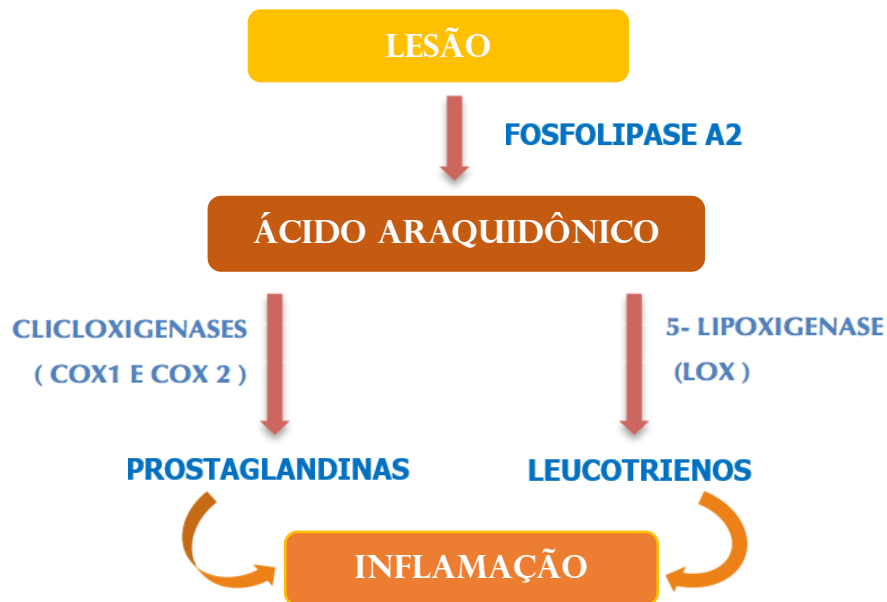 LESÃO
FOSFOLIPASE A2
ÁCIDO ARAQUIDÔNICO
CLICLOXIGENASES
( COX1 E COX 2 )
5- LIPOXIGENASE
(LOX )
PROSTAGLANDINAS
LEUCOTRIENOS
INFLAMAÇÃO